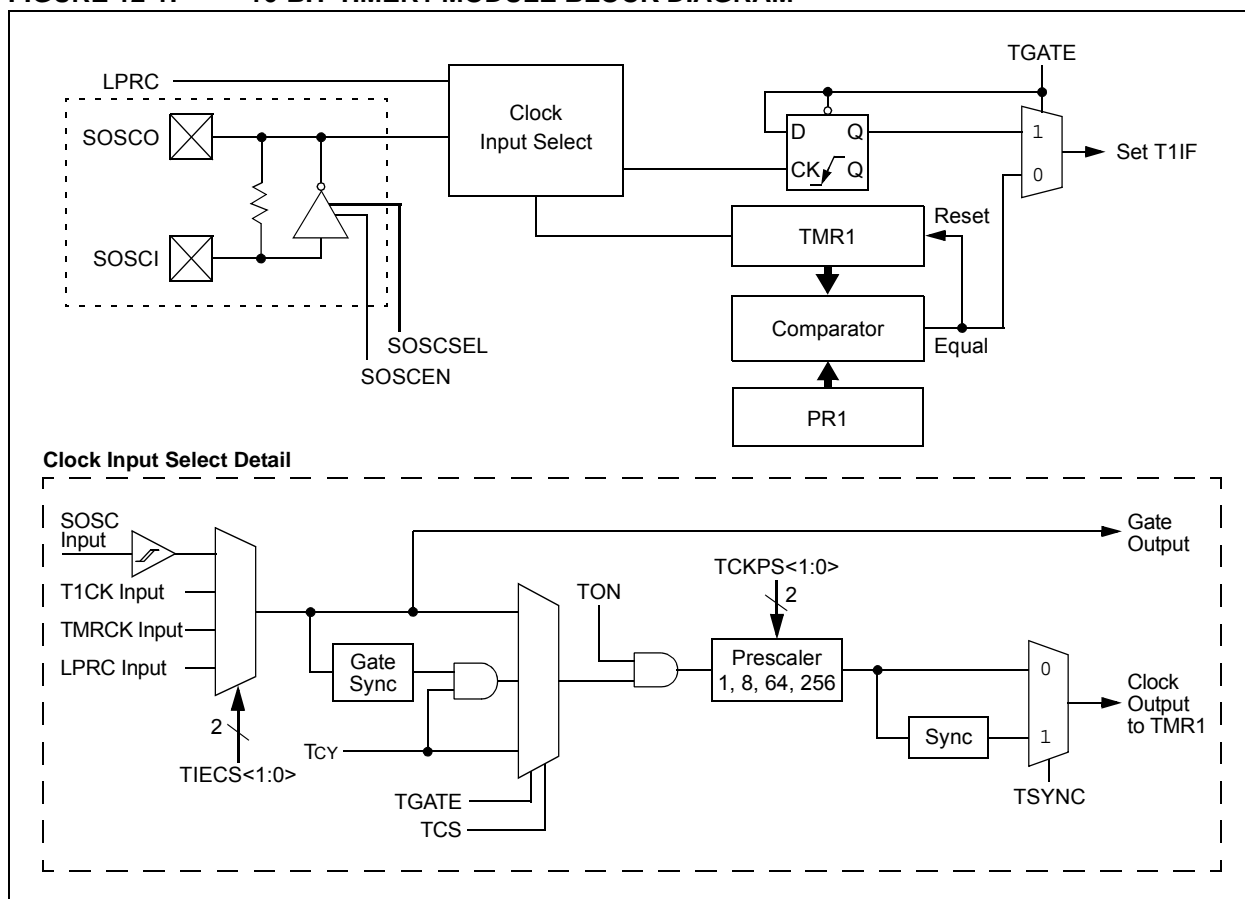 TGATE
LPRC
SOSCO
SOSCI
Clock
Input Select
D Q
CK Q
1
0
Set T1IF
TMR1
Reset
Comparator
Equal
PR1
SOSCSEL
SOSCEN
Clock Input Select Detail
SOSC
Input
T1CK Input
TMRCK Input
LPRC Input
2
TIECS<1:0>
Gate
Sync
TCY
TGATE
TCS
TON
TCKPS<1:0>
2
Prescaler
1, 8, 64, 256
Sync
0
1
TSYNC
Gate
Output
Clock
Output
to TMR1